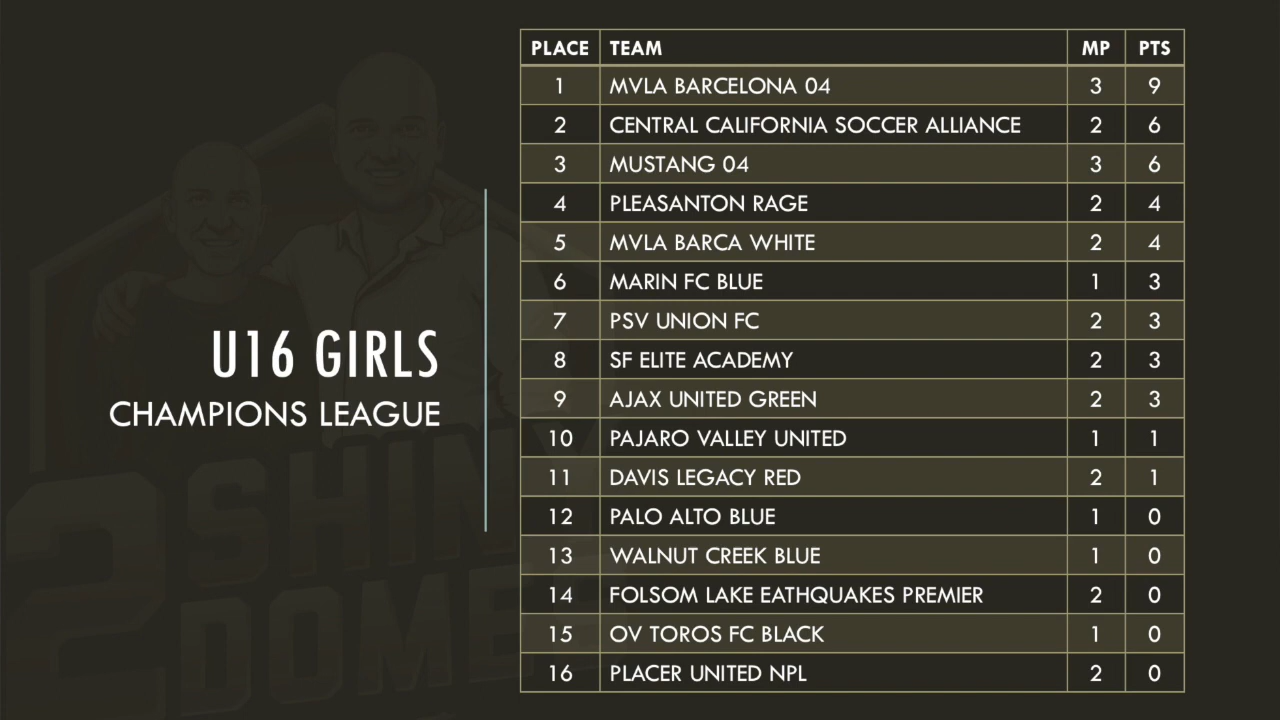 U16 GIRLS
CHAMPIONS LEAGUE
2 SHINY
DOMES
PLACE TEAM MP PTS
1 MVLA BARCELONA 04 3 9
2 CENTRAL CALIFORNIA SOCCER ALLIANCE 2 6
3 MUSTANG 04 3 6
4 PLEASANTON RAGE 2 4
5 MVLA BARCA WHITE 2 4
6 MARIN FC BLUE 1 3
7 PSV UNION FC 2 3
8 SF ELITE ACADEMY 2 3
9 AJAX UNITED GREEN 2 3
10 PAJARO VALLEY UNITED 1 1
11 DAVIS LEGACY RED 2 1
12 PALO ALTO BLUE 1 0
13 WALNUT CREEK BLUE 1 0
14 FOLSOM LAKE EATHQUAKES PREMIER 2 0
15 OV TOROS FC BLACK 1 0
16 PLACER UNITED NPL 2 0